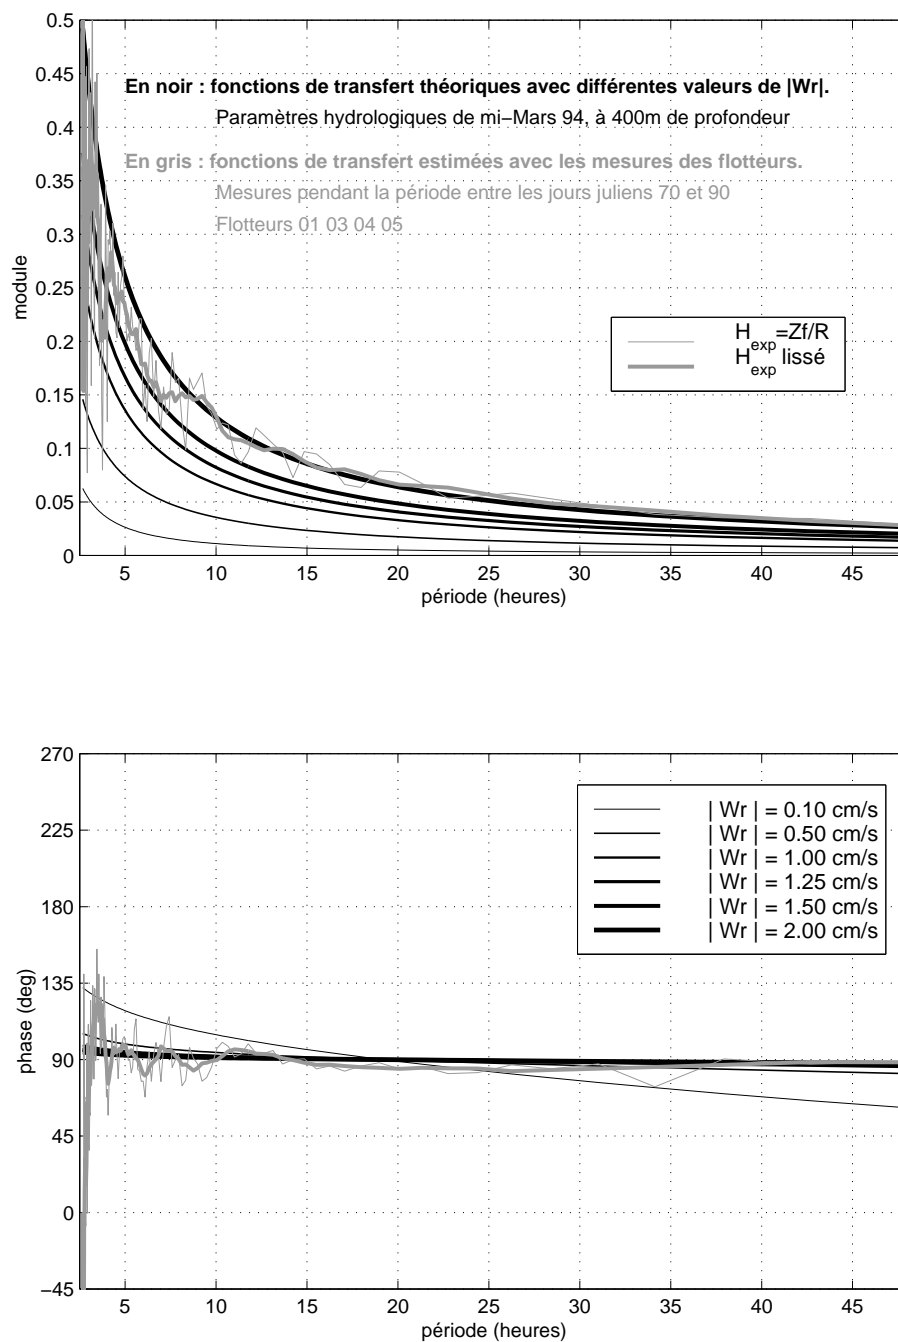 0.5
0.45
0.4
0.35
0.3
0.25
0.2
0.15
0.1
0.05
0
module
En noir : fonctions de transfert théoriques avec différentes valeurs de |Wr|.
Paramètres hydrologiques de mi−Mars 94, à 400m de profondeur
En gris : fonctions de transfert estimées avec les mesures des flotteurs.
Mesures pendant la période entre les jours juliens 70 et 90
Flotteurs 01 03 04 05
H_exp=Zf/R
H_exp lissé
5 10 15 20 25 30 35 40 45
période (heures)
270
225
180
135
90
45
0
−45
phase (deg)
| Wr | = 0.10 cm/s
| Wr | = 0.50 cm/s
| Wr | = 1.00 cm/s
| Wr | = 1.25 cm/s
| Wr | = 1.50 cm/s
| Wr | = 2.00 cm/s
5 10 15 20 25 30 35 40 45
période (heures)